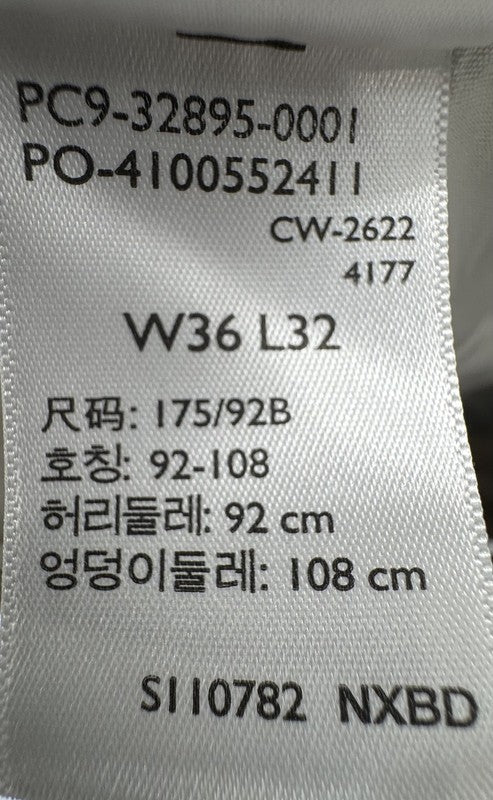 PC9-32895-0001
PO-4100552411
CW-2622
4177
W36 L32
尺码: 175/92B
호칭: 92-108
허리둘레: 92 cm
엉덩이둘레: 108 cm
S110782 NXBD